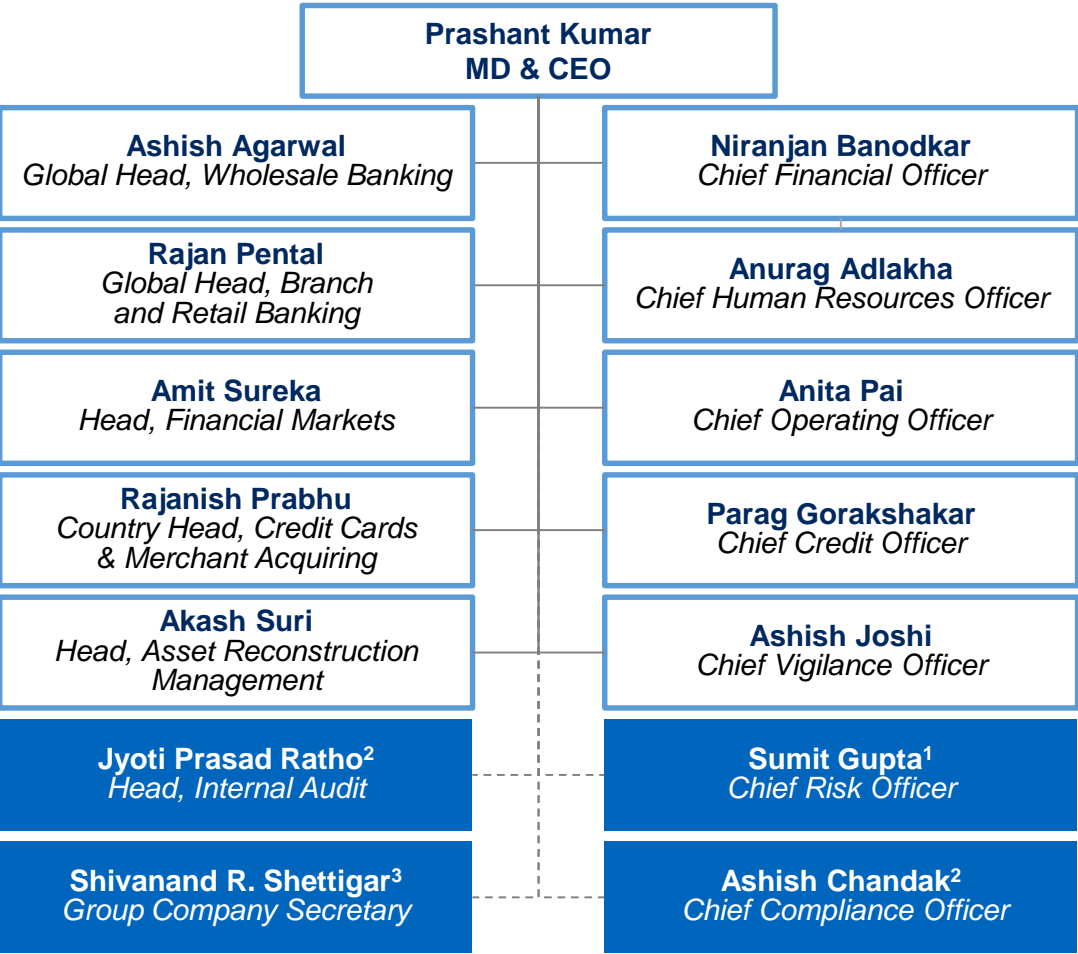 Prashant Kumar
MD & CEO
Ashish Agarwal
Global Head, Wholesale Banking
Niranjan Banodkar
Chief Financial Officer
Rajan Pental
Global Head, Branch
and Retail Banking
Anurag Adlakha
Chief Human Resources Officer
Amit Sureka
Head, Financial Markets
Anita Pai
Chief Operating Officer
Rajanish Prabhu
Country Head, Credit Cards
& Merchant Acquiring
Parag Gorakshakar
Chief Credit Officer
Akash Suri
Head, Asset Reconstruction
Management
Ashish Joshi
Chief Vigilance Officer
Jyoti Prasad Ratho²
Head, Internal Audit
Sumit Gupta¹
Chief Risk Officer
Shivanand R. Shettigar³
Group Company Secretary
Ashish Chandak²
Chief Compliance Officer